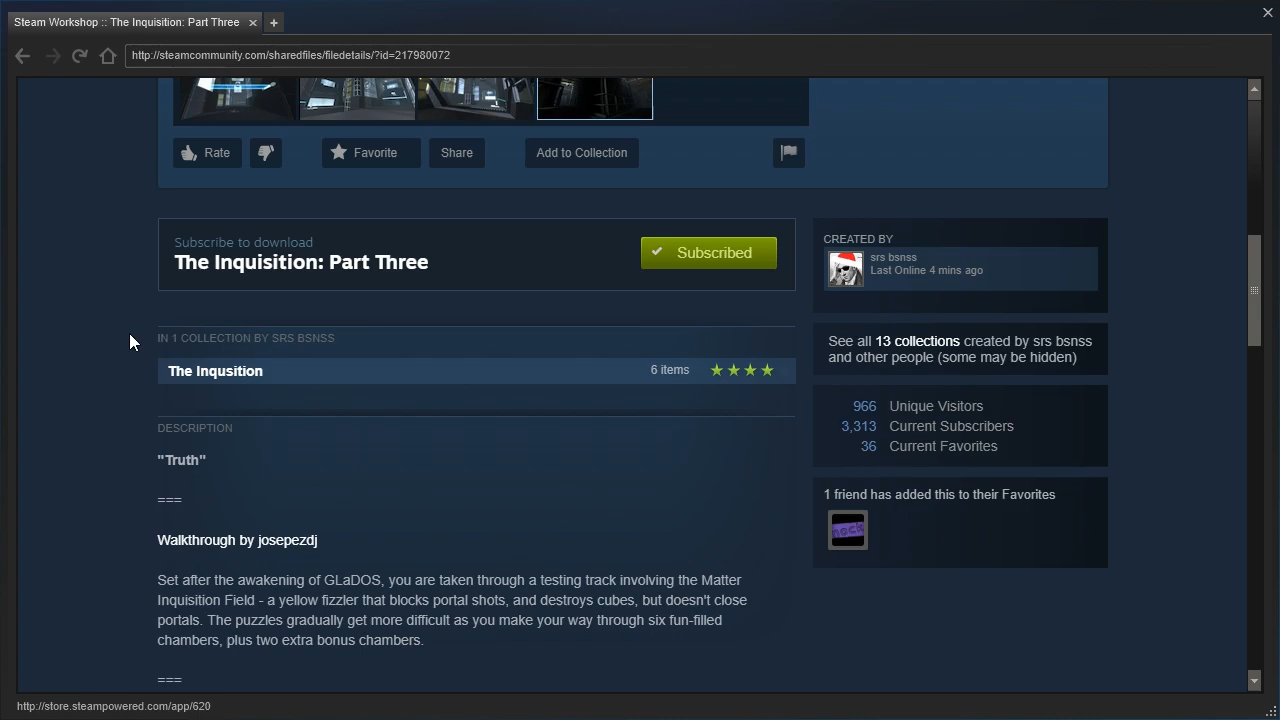 Steam Workshop :: The Inquisition: Part Three
http://steamcommunity.com/sharedfiles/filedetails/?id=217980072
Rate
Favorite
Share
Add to Collection
Subscribe to download
The Inquisition: Part Three
Subscribed
CREATED BY
srs bsnss
Last Online 4 mins ago
IN 1 COLLECTION BY SRS BSNSS
The Inqusition
6 items
See all 13 collections created by srs bsnss
and other people (some may be hidden)
966 Unique Visitors
3,313 Current Subscribers
36 Current Favorites
DESCRIPTION
"Truth"
===
Walkthrough by josepezdj
Set after the awakening of GLaDOS, you are taken through a testing track involving the Matter
Inquisition Field - a yellow fizzler that blocks portal shots, and destroys cubes, but doesn't close
portals. The puzzles gradually get more difficult as you make your way through six fun-filled
chambers, plus two extra bonus chambers.
===
1 friend has added this to their Favorites
http://store.steampowered.com/app/620